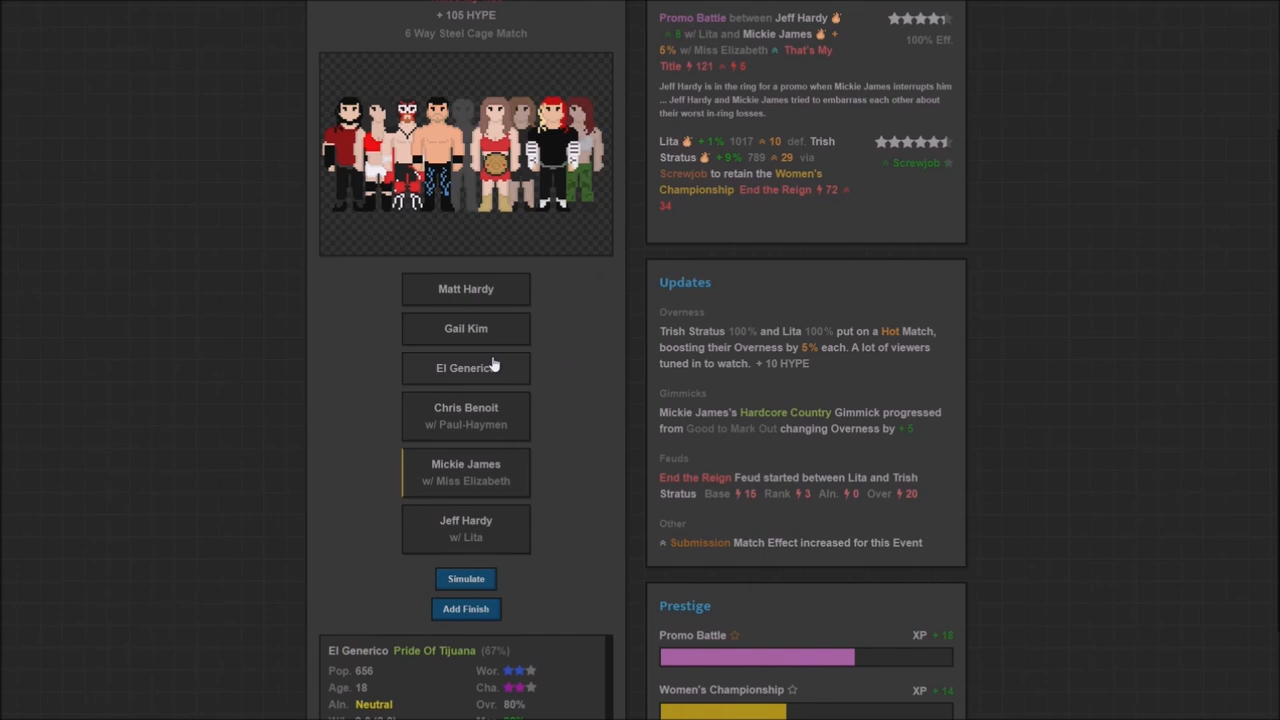 + 105 HYPE
6 Way Steel Cage Match
Matt Hardy
Gail Kim
El Generico
Chris Benoit
w/ Paul-Haymen
Mickie James
w/ Miss Elizabeth
Jeff Hardy
w/ Lita
Simulate
Add Finish
El Generico Pride Of Tijuana (67%)
Pop. 656 Wor.
Age. 18 Cha.
Aln. Neutral Ovr. 80%
Promo Battle between Jeff Hardy
8 w/ Lita and Mickie James +
5% w/ Miss Elizabeth That's My
Title 121 5
100% Eff.
Jeff Hardy is in the ring for a promo when Mickie James interrupts him
... Jeff Hardy and Mickie James tried to embarrass each other about
their worst in-ring losses.
Lita + 1% 1017 10 def. Trish
Stratus + 9% 789 29 via
Screwjob to retain the Women's
Championship End the Reign 72
34
Screwjob
Updates
Overness
Trish Stratus 100% and Lita 100% put on a Hot Match,
boosting their Overness by 5% each. A lot of viewers
tuned in to watch. + 10 HYPE
Gimmicks
Mickie James's Hardcore Country Gimmick progressed
from Good to Mark Out changing Overness by + 5
Feuds
End the Reign Feud started between Lita and Trish
Stratus Base 15 Rank 3 Aln. 0 Over 20
Other
Submission Match Effect increased for this Event
Prestige
Promo Battle XP + 18
Women's Championship XP + 14